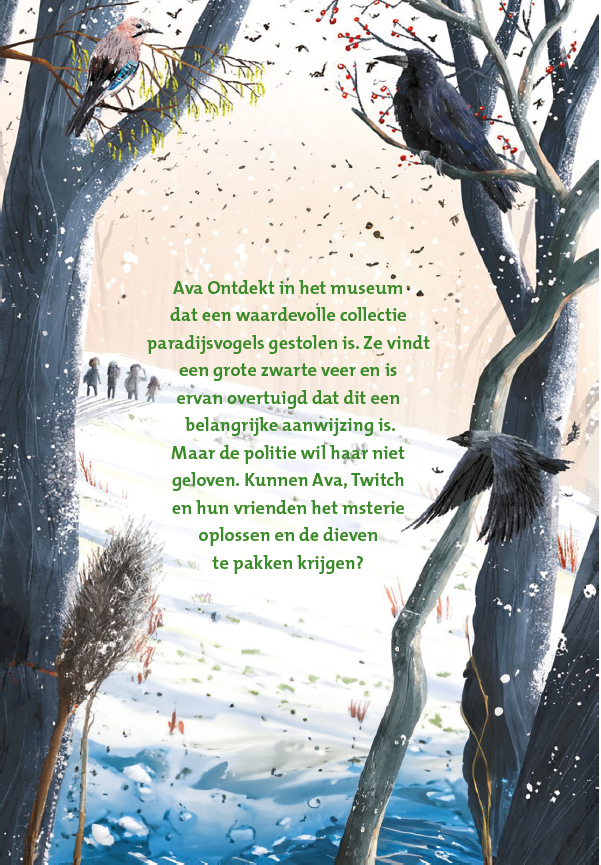 Ava Ontdekt in het museum
dat een waardevolle collectie
paradijsvogels gestolen is. Ze vindt
een grote zwarte veer en is
ervan overtuigd dat dit een
belangrijke aanwijzing is.
Maar de politie wil haar niet
geloven. Kunnen Ava, Twitch
en hun vrienden het msterie
oplossen en de dieven
te pakken krijgen?